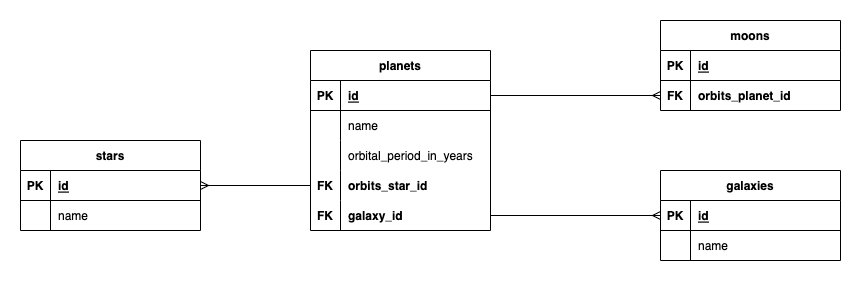 stars
PK id
name
planets
PK id
name
orbital_period_in_years
FK orbits_star_id
FK galaxy_id
moons
PK id
FK orbits_planet_id
galaxies
PK id
name